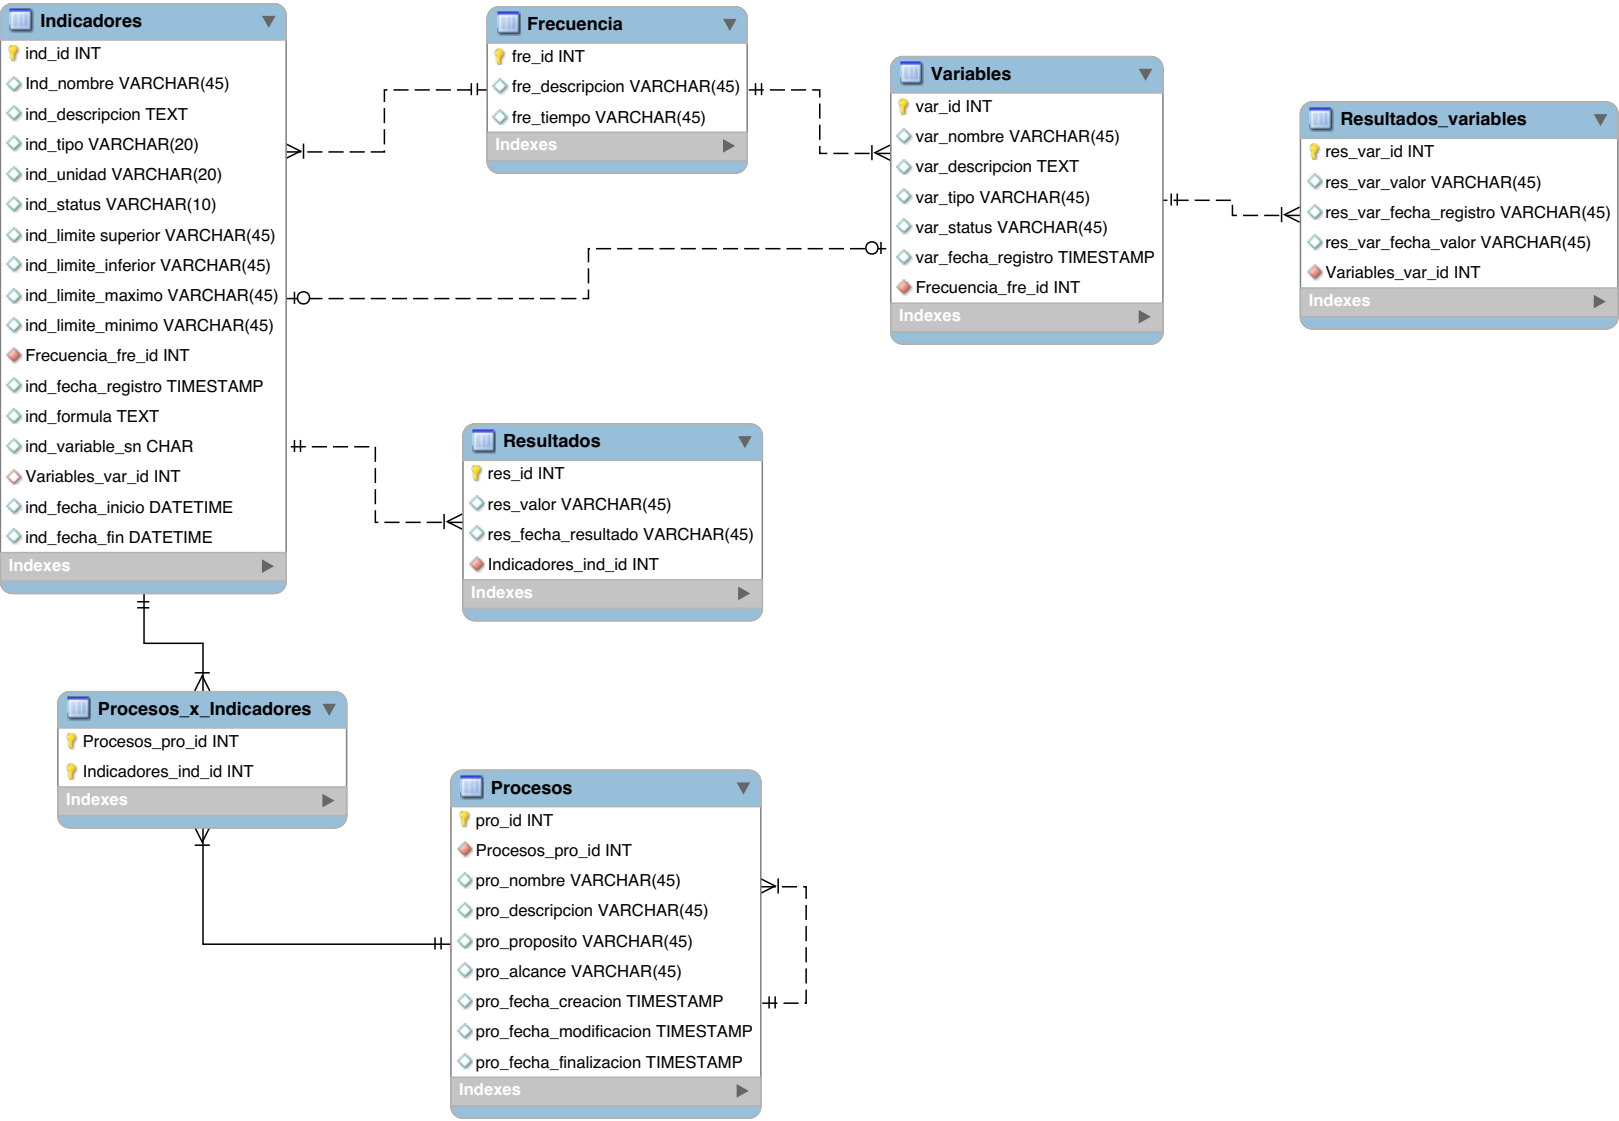 Indicadores
ind_id INT
Ind_nombre VARCHAR(45)
ind_descripcion TEXT
ind_tipo VARCHAR(20)
ind_unidad VARCHAR(20)
ind_status VARCHAR(10)
ind_limite superior VARCHAR(45)
ind_limite_inferior VARCHAR(45)
ind_limite_maximo VARCHAR(45)
ind_limite_minimo VARCHAR(45)
Frecuencia_fre_id INT
ind_fecha_registro TIMESTAMP
ind_formula TEXT
ind_variable_sn CHAR
Variables_var_id INT
ind_fecha_inicio DATETIME
ind_fecha_fin DATETIME
Indexes
Frecuencia
fre_id INT
fre_descripcion VARCHAR(45)
fre_tiempo VARCHAR(45)
Indexes
Variables
var_id INT
var_nombre VARCHAR(45)
var_descripcion TEXT
var_tipo VARCHAR(45)
var_status VARCHAR(45)
var_fecha_registro TIMESTAMP
Frecuencia_fre_id INT
Indexes
Resultados_variables
res_var_id INT
res_var_valor VARCHAR(45)
res_var_fecha_registro VARCHAR(45)
res_var_fecha_valor VARCHAR(45)
Variables_var_id INT
Indexes
Resultados
res_id INT
res_valor VARCHAR(45)
res_fecha_resultado VARCHAR(45)
Indicadores_ind_id INT
Indexes
Procesos_x_Indicadores
Procesos_pro_id INT
Indicadores_ind_id INT
Indexes
Procesos
pro_id INT
Procesos_pro_id INT
pro_nombre VARCHAR(45)
pro_descripcion VARCHAR(45)
pro_proposito VARCHAR(45)
pro_alcance VARCHAR(45)
pro_fecha_creacion TIMESTAMP
pro_fecha_modificacion TIMESTAMP
pro_fecha_finalizacion TIMESTAMP
Indexes